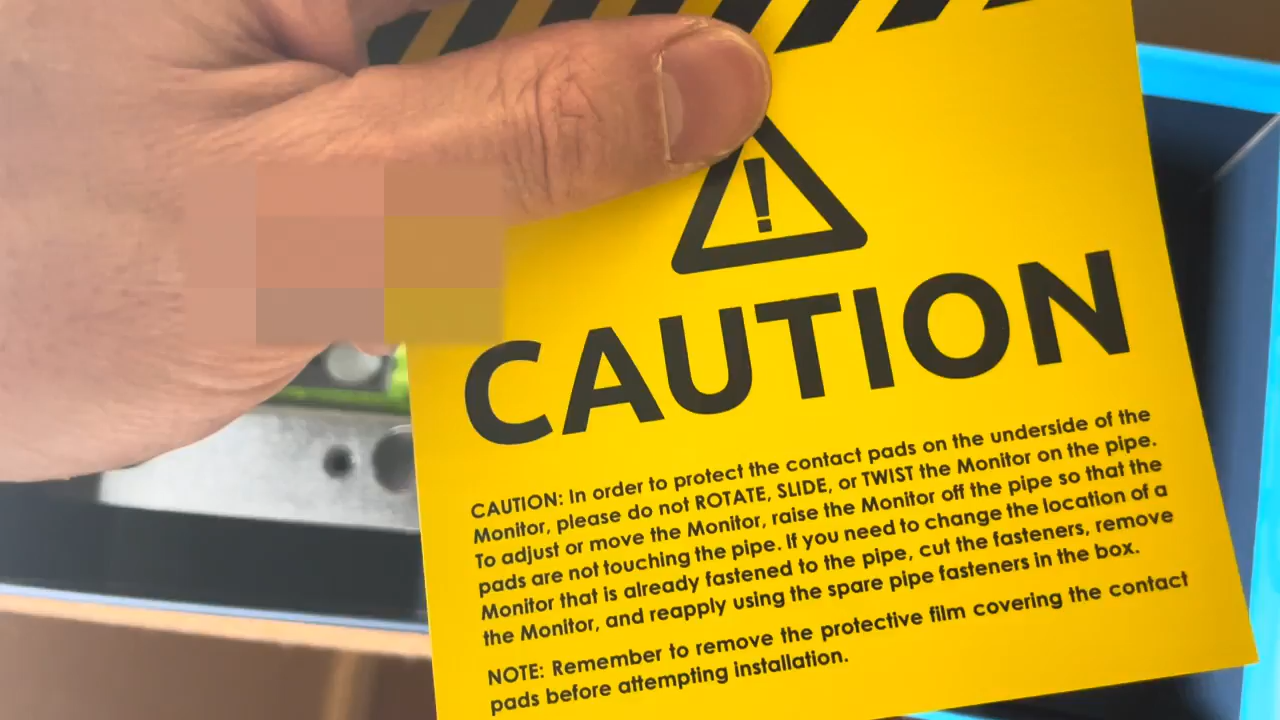 !
CAUTION
CAUTION: In order to protect the contact pads on the underside of the
Monitor, please do not ROTATE, SLIDE, or TWIST the Monitor on the pipe.
To adjust or move the Monitor, raise the Monitor off the pipe so that the
pads are not touching the pipe. If you need to change the location of a
Monitor that is already fastened to the pipe, cut the fasteners, remove
the Monitor, and reapply using the spare pipe fasteners in the box.
NOTE: Remember to remove the protective film covering the contact
pads before attempting installation.